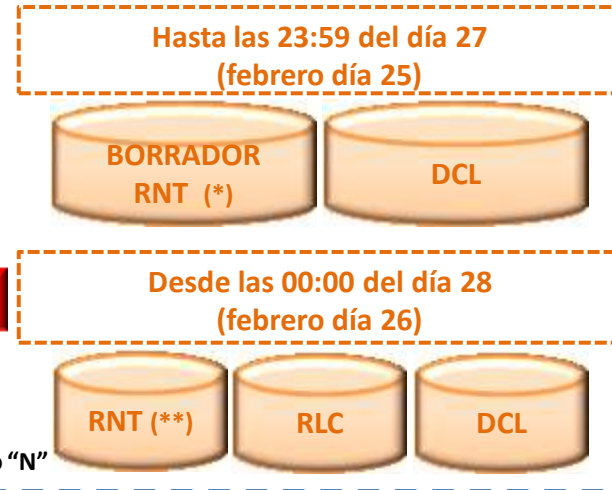 Hasta las 23:59 del día 27
(febrero día 25)
BORRADOR
RNT (*)
DCL
Desde las 00:00 del día 28
(febrero día 26)
RNT (**)
RLC
DCL
o “N”